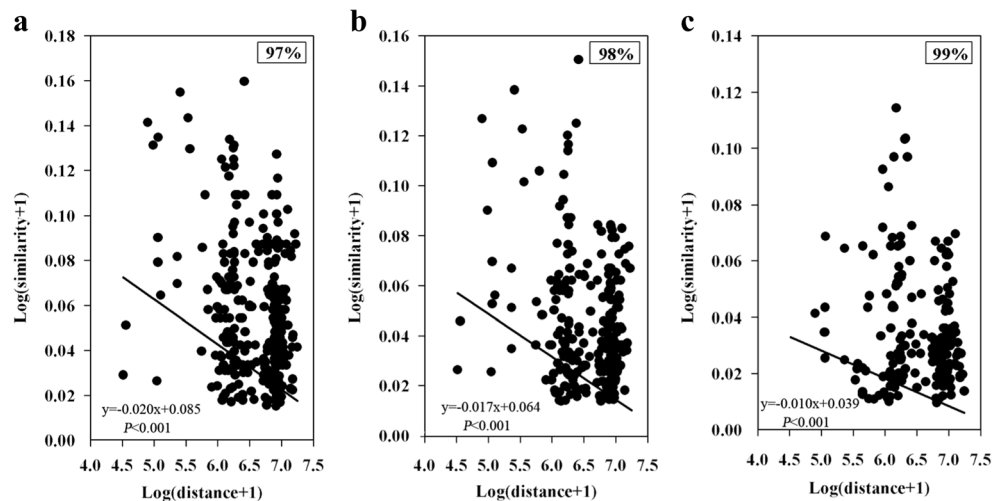 a
97%
Log(similarity+1)
0.18
0.16
0.14
0.12
0.10
0.08
0.06
0.04
0.02
0.00
y=-0.020x+0.085
P<0.001
4.0 4.5 5.0 5.5 6.0 6.5 7.0 7.5
Log(distance+1)
b
98%
Log(similarity+1)
0.16
0.14
0.12
0.10
0.08
0.06
0.04
0.02
0.00
y=-0.017x+0.064
P<0.001
4.0 4.5 5.0 5.5 6.0 6.5 7.0 7.5
Log(distance+1)
c
99%
Log(similarity+1)
0.14
0.12
0.10
0.08
0.06
0.04
0.02
0.00
y=-0.010x+0.039
P<0.001
4.0 4.5 5.0 5.5 6.0 6.5 7.0 7.5
Log(distance+1)